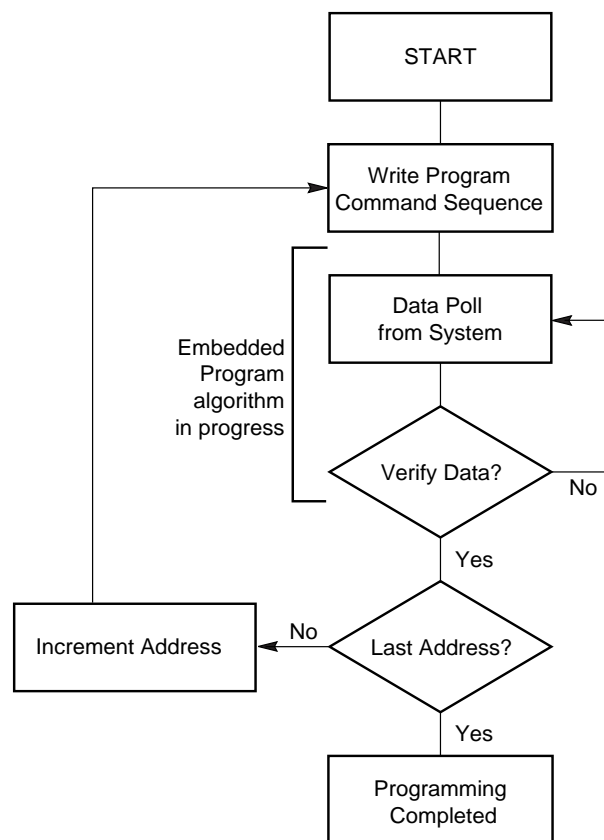 START
Write Program
Command Sequence
Data Poll
from System
Embedded
Program
algorithm
in progress
Verify Data?
No
Yes
Increment Address
No
Last Address?
Yes
Programming
Completed